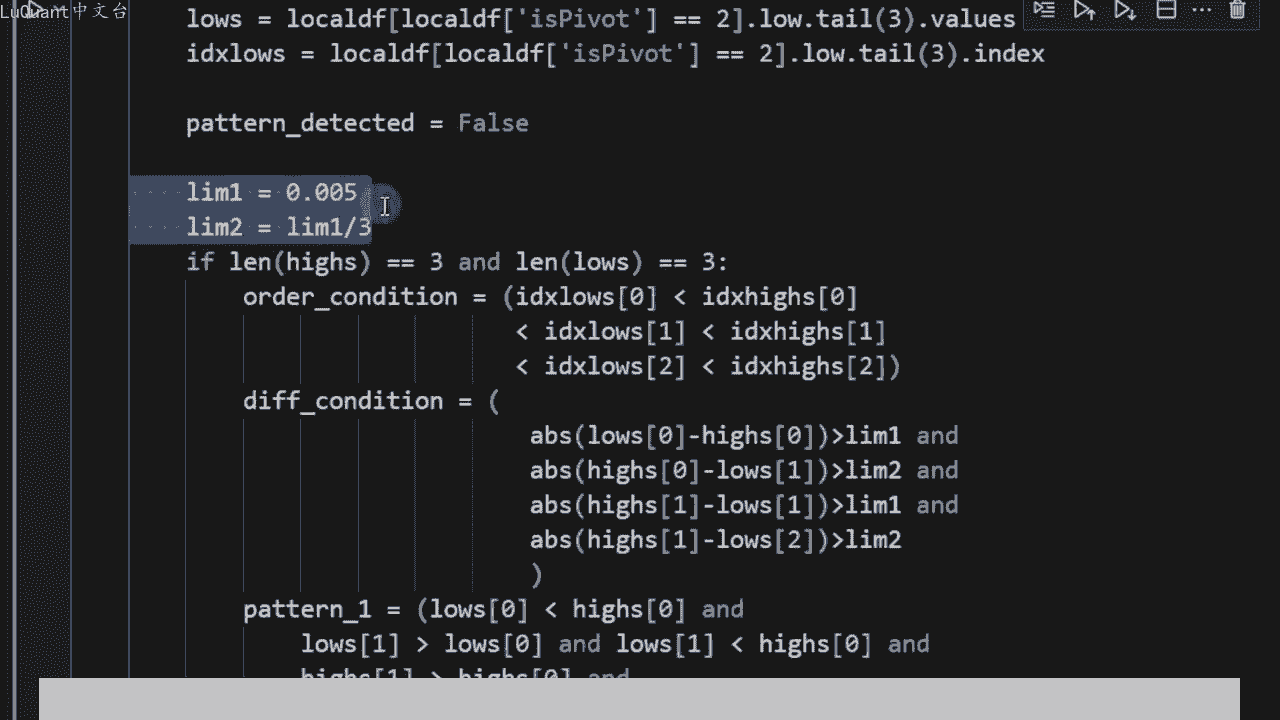 LuQuant中文台
lows = localdf[localdf['isPivot'] == 2].low.tail(3).values
idxlows = localdf[localdf['isPivot'] == 2].low.tail(3).index
pattern_detected = False
lim1 = 0.005
lim2 = lim1/3
if len(highs) == 3 and len(lows) == 3:
order_condition = (idxlows[0] < idxhighs[0]
< idxlows[1] < idxhighs[1]
< idxlows[2] < idxhighs[2])
diff_condition = (
abs(lows[0]-highs[0])>lim1 and
abs(highs[0]-lows[1])>lim2 and
abs(highs[1]-lows[1])>lim1 and
abs(highs[1]-lows[2])>lim2
)
pattern_1 = (lows[0] < highs[0] and
lows[1] > lows[0] and lows[1] < highs[0] and
highs[1] > highs[0] and